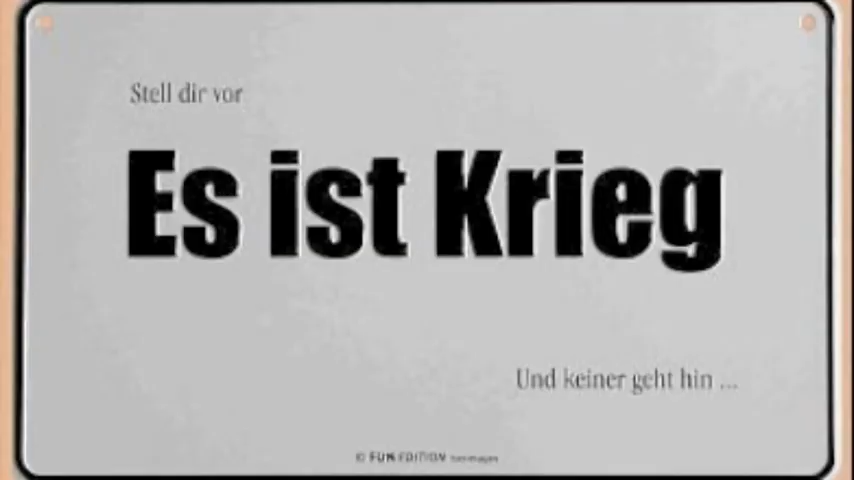 Stell dir vor
Es ist Krieg
Und keiner geht hin ...
© FUN EDITION